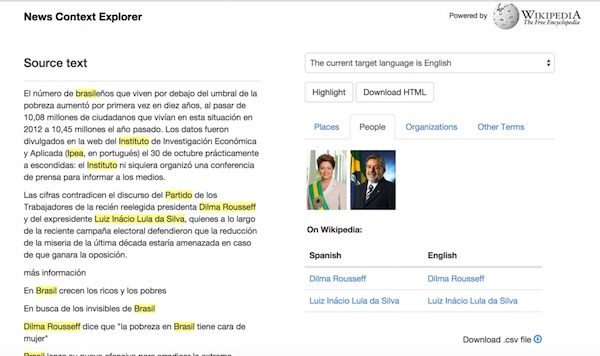 News Context Explorer
Powered by
WIKIPEDIA
The Free Encyclopedia
Source text
El número de brasileños que viven por debajo del umbral de la
pobreza aumentó por primera vez en diez años, al pasar de
10,08 millones de ciudadanos que vivían en esta situación en
2012 a 10,45 millones el año pasado. Los datos fueron
divulgados en la web del Instituto de Investigación Económica
y Aplicada (Ipea, en portugués) el 30 de octubre prácticamente
a escondidas: el Instituto ni siquiera organizó una conferencia
de prensa para informar a los medios.
Las cifras contradicen el discurso del Partido de los
Trabajadores de la recién reelegida presidenta Dilma Rousseff
y del expresidente Luiz Inácio Lula da Silva, quienes a lo largo
de la reciente campaña electoral defendieron que la reducción
de la miseria de la última década estaría amenazada en caso
de que ganara la oposición.
más información
En Brasil crecen los ricos y los pobres
En busca de los invisibles de Brasil
Dilma Rousseff dice que "la pobreza en Brasil tiene cara de
mujer"
The current target language is English
Highlight
Download HTML
Places
People
Organizations
Other Terms
On Wikipedia:
Spanish
English
Dilma Rousseff
Dilma Rousseff
Luiz Inácio Lula da Silva
Luiz Inácio Lula da Silva
Download .csv file